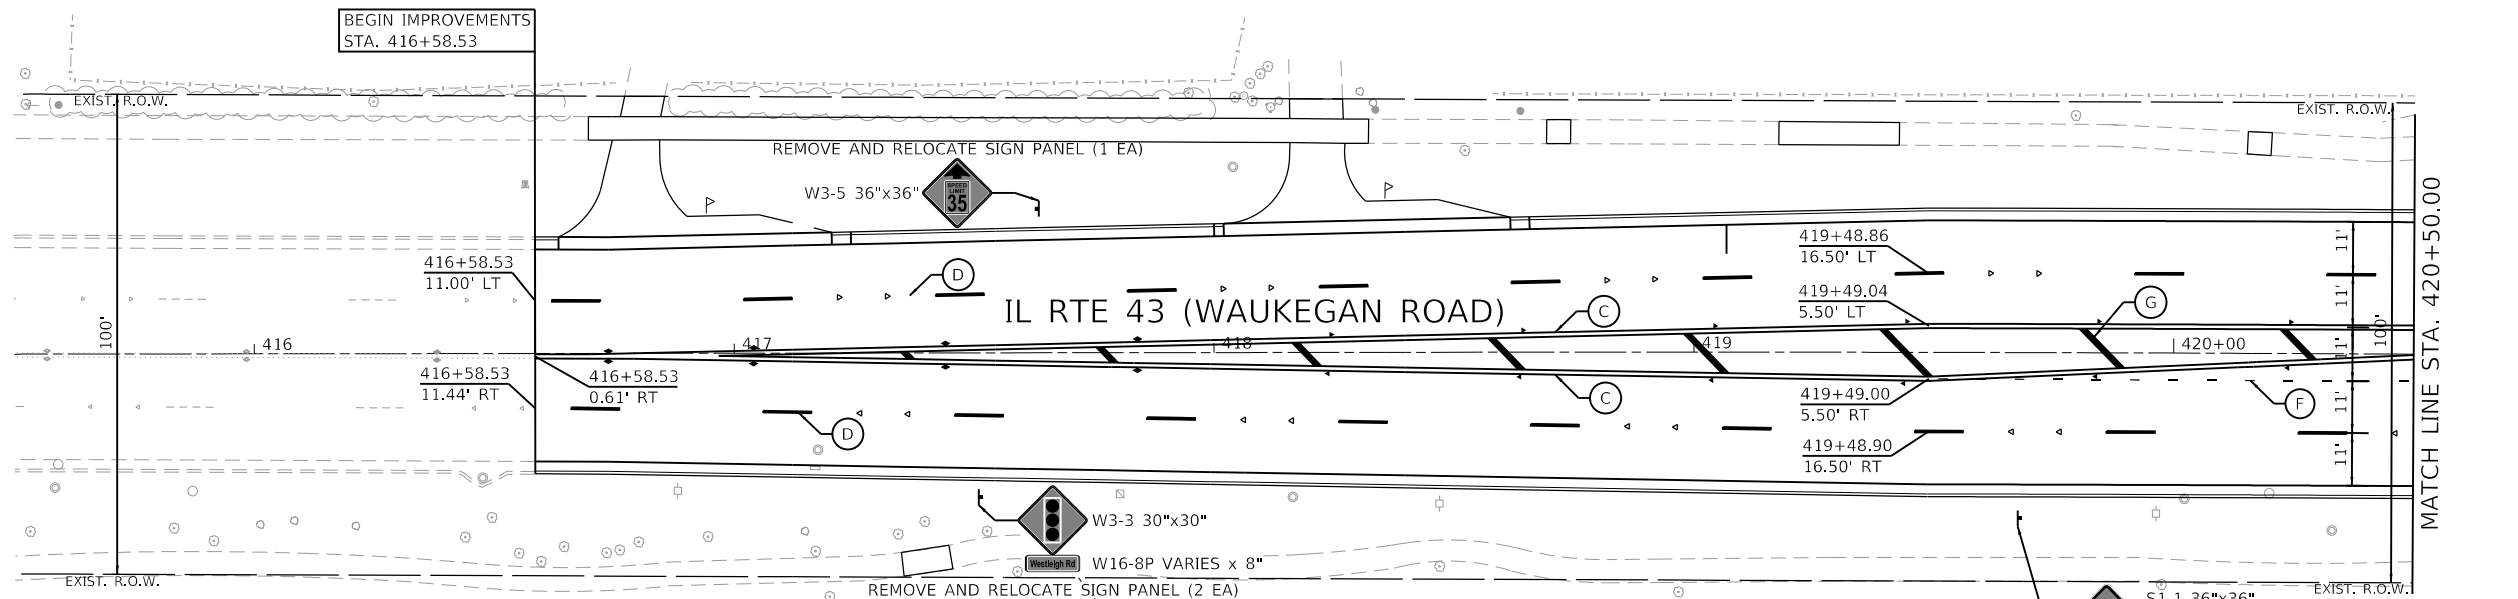 BEGIN IMPROVEMENTS
STA. 416+58.53
EXIST. R.O.W.
EXIST. R.O.W.
REMOVE AND RELOCATE SIGN PANEL (1 EA)
W3-5 36"x36"
SPEED
LIMIT
35
416+58.53
11.00' LT
D
419+48.86
16.50' LT
11'
IL RTE 43 (WAUKEGAN ROAD)
C
419+49.04
5.50' LT
G
11'
100'
416
417
418
419
420+00
11'
100'
MATCH LINE STA. 420+50.00
416+58.53
11.44' RT
416+58.53
0.61' RT
C
419+49.00
5.50' RT
F
11'
D
419+48.90
16.50' RT
11'
W3-3 30"x30"
Westleigh Rd
W16-8P VARIES x 8"
EXIST. R.O.W.
REMOVE AND RELOCATE SIGN PANEL (2 EA)
EXIST. R.O.W.
S1-1 36"x36"